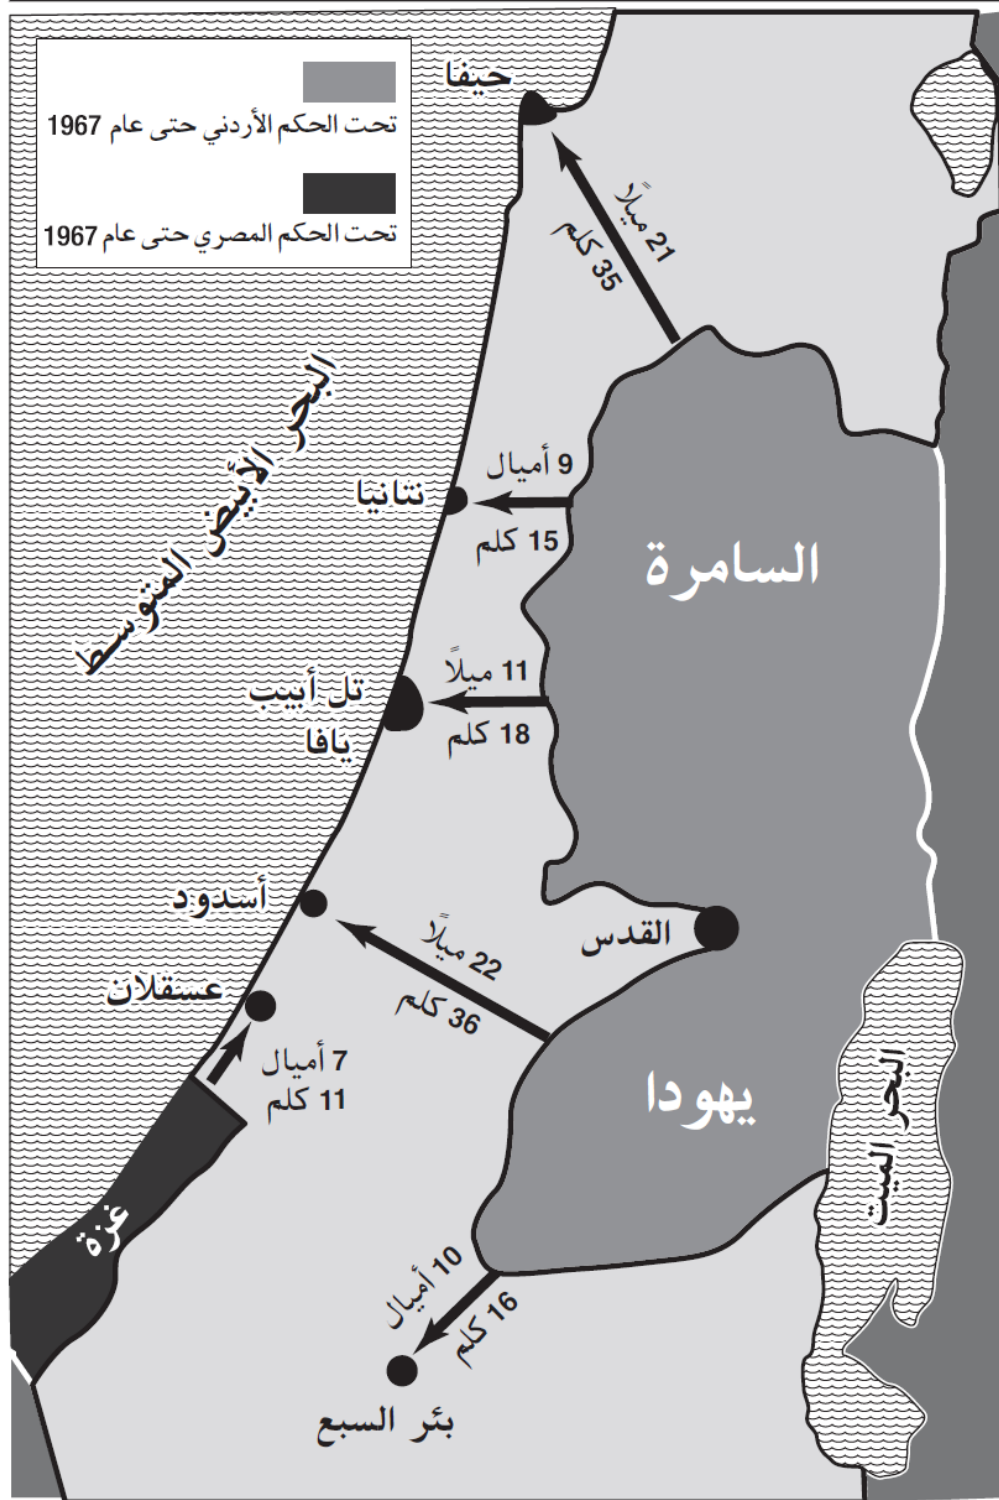 تحت الحكم الأردني حتى عام 1967
تحت الحكم المصري حتى عام 1967
حيفا
21 ميلاً
35 كلم
البحر الأبيض المتوسط
9 أميال
نتانيا
15 كلم
السامرة
11 ميلاً
تل أبيب
يافا
18 كلم
أسدود
القدس
22 ميلاً
36 كلم
عسقلان
7 أميال
11 كلم
يهودا
البحر الميت
غزة
10 أميال
16 كلم
بئر السبع